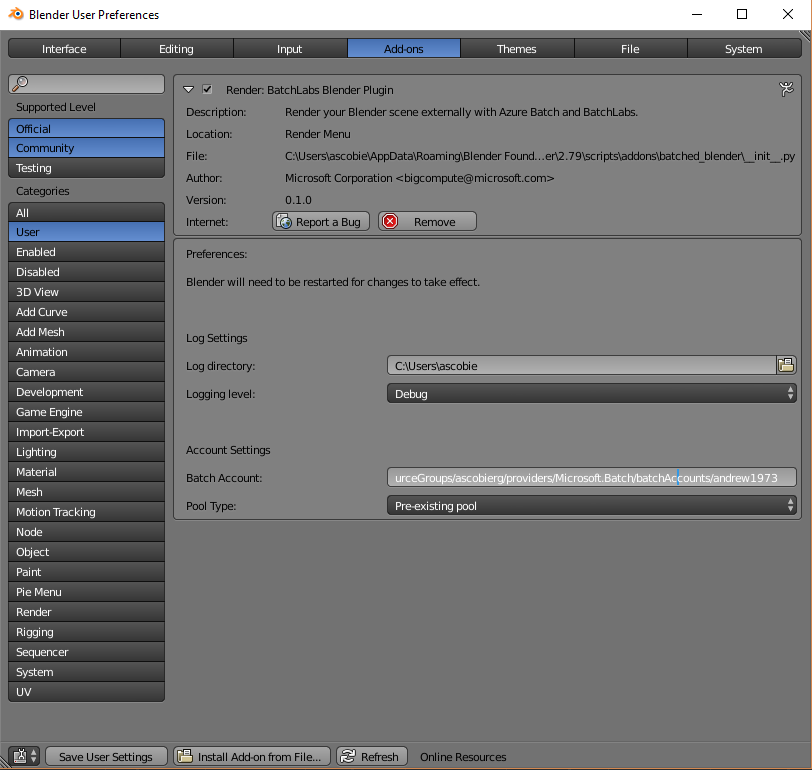 Blender User Preferences
Interface Editing Input Add-ons Themes File System
Supported Level
Official
Community
Testing
Categories
All
User
Enabled
Disabled
3D View
Add Curve
Add Mesh
Animation
Camera
Development
Game Engine
Import-Export
Lighting
Material
Mesh
Motion Tracking
Node
Object
Paint
Pie Menu
Render
Rigging
Sequencer
System
UV
Render: BatchLabs Blender Plugin
Description: Render your Blender scene externally with Azure Batch and BatchLabs.
Location: Render Menu
File: C:\Users\ascobie\AppData\Roaming\Blender Found...er\2.79\scripts\addons\batched_blender\__init__.py
Author: Microsoft Corporation <bigcompute@microsoft.com>
Version: 0.1.0
Internet: Report a Bug Remove
Preferences:
Blender will need to be restarted for changes to take effect.
Log Settings
Log directory: C:\Users\ascobie
Logging level: Debug
Account Settings
Batch Account: urceGroups/ascobierg/providers/Microsoft.Batch/batchAccounts/andrew1973
Pool Type: Pre-existing pool
Save User Settings Install Add-on from File... Refresh Online Resources